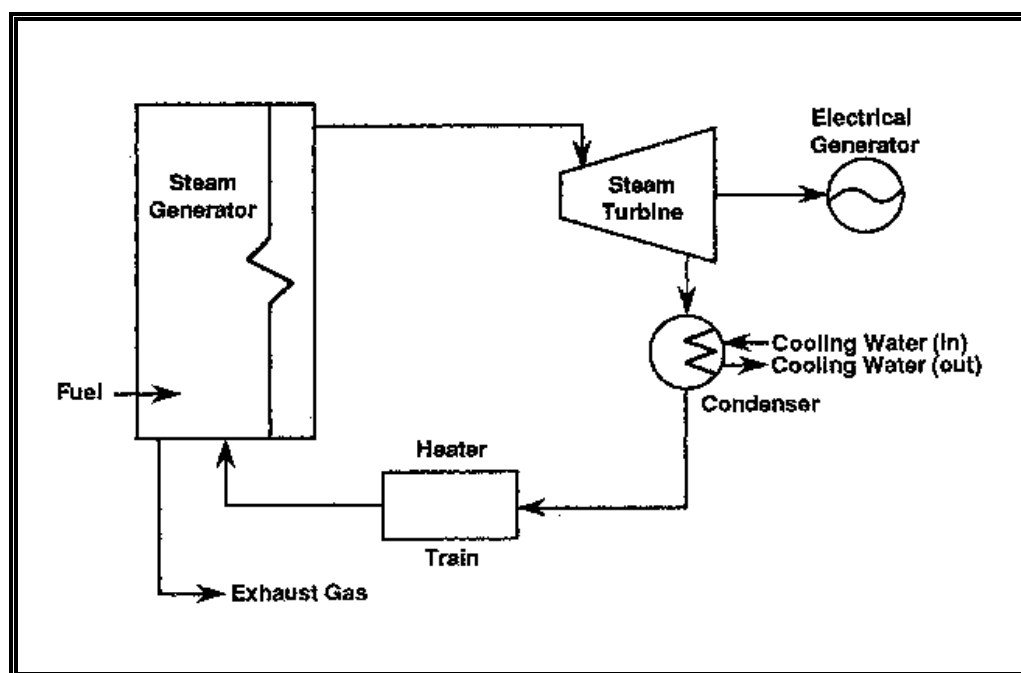 Electrical
Generator
Steam
Generator
Steam
Turbine
Cooling Water (in)
Cooling Water (out)
Fuel
Condenser
Heater
Train
Exhaust Gas